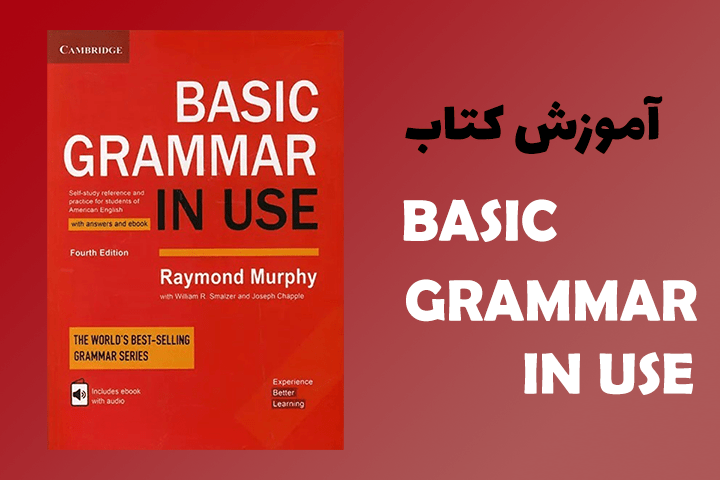 CAMBRIDGE
BASIC
GRAMMAR
IN USE
Self-study reference and
practice for students of
American English
with answers and ebook
Fourth Edition
Raymond Murphy
with William R. Smalzer and Joseph Chapple
THE WORLD'S BEST-SELLING
GRAMMAR SERIES
Includes ebook
with audio
Experience
Better
Learning
آموزش کتاب
BASIC
GRAMMAR
IN USE